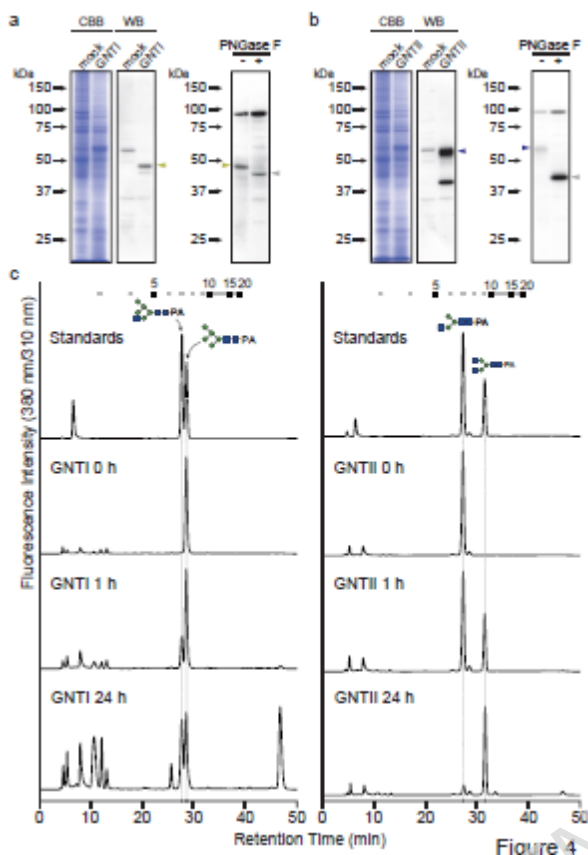 a
b
CBB WB
mock GNTI mock GNTI
PNGase F
- +
kDa
150
100
75
50
37
25
kDa
150
100
75
50
37
25
CBB WB
mock GNTII mock GNTII
PNGase F
- +
kDa
150
100
75
50
37
25
kDa
150
100
75
50
37
25
c
5 10 15 20
Standards
PA
PA
GNTI 0 h
GNTI 1 h
GNTI 24 h
5 10 15 20
Standards
PA
PA
GNTII 0 h
GNTII 1 h
GNTII 24 h
Fluorescence Intensity (380 nm/310 nm)
0 10 20 30 40 50
0 10 20 30 40 50
Retention Time (min)
Figure 4